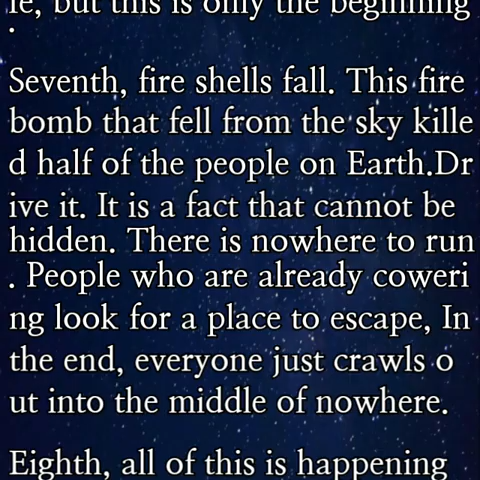 le, but this is only the beginning
.
Seventh, fire shells fall. This fire
bomb that fell from the sky kille
d half of the people on Earth.Dr
ive it. It is a fact that cannot be
hidden. There is nowhere to run
. People who are already coweri
ng look for a place to escape, In
the end, everyone just crawls o
ut into the middle of nowhere.
Eighth, all of this is happening